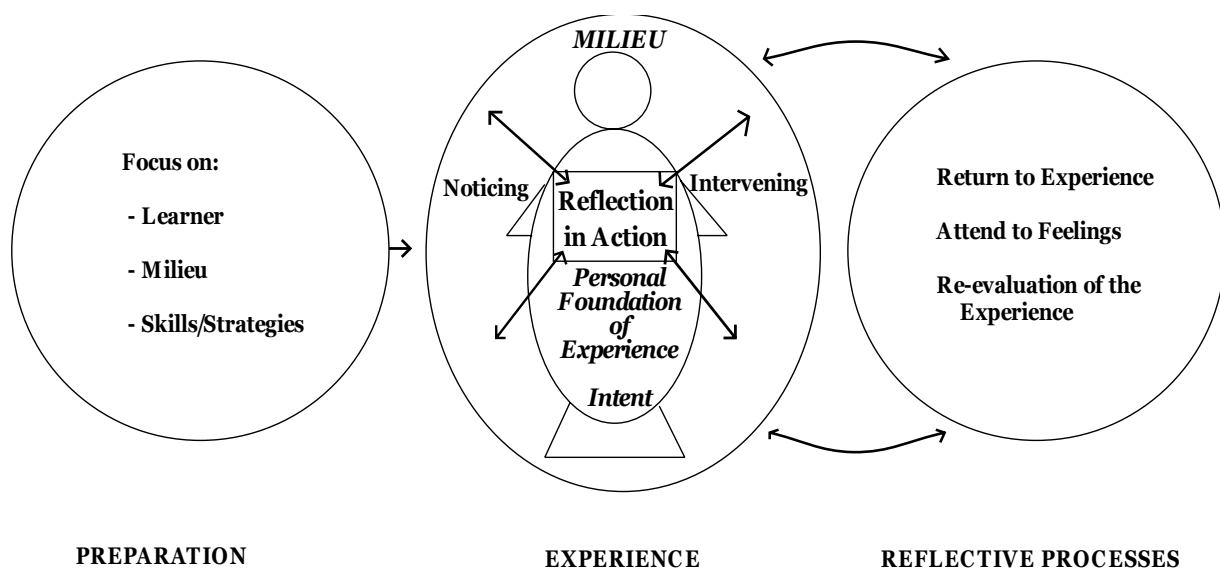 Focus on:
- Learner
- Milieu
- Skills/Strategies
MILIEU
Noticing
Intervening
Reflection
in Action
Personal
Foundation
of
Experience
Intent
Return to Experience
Attend to Feelings
Re-evaluation of the
Experience
PREPARATION
EXPERIENCE
REFLECTIVE PROCESSES